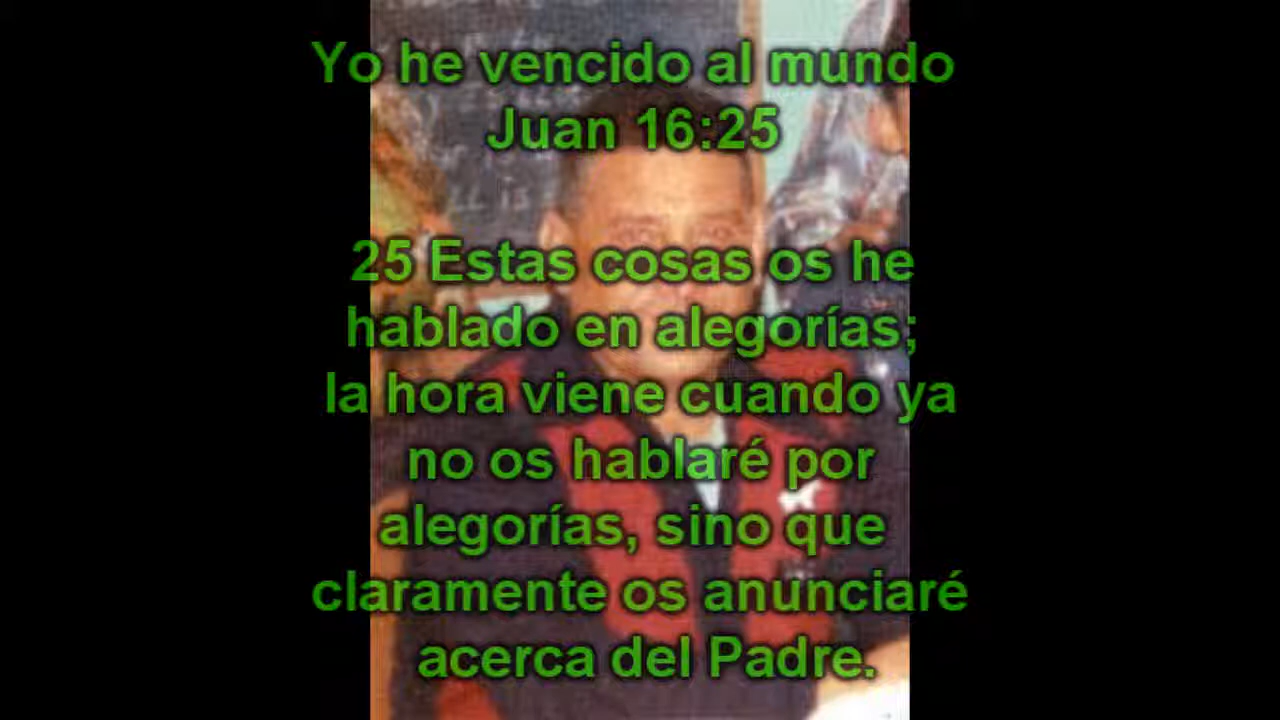 Yo he vencido al mundo
Juan 16:25
25 Estas cosas os he
hablado en alegorías;
la hora viene cuando ya
no os hablaré por
alegorías, sino que
claramente os anunciaré
acerca del Padre.